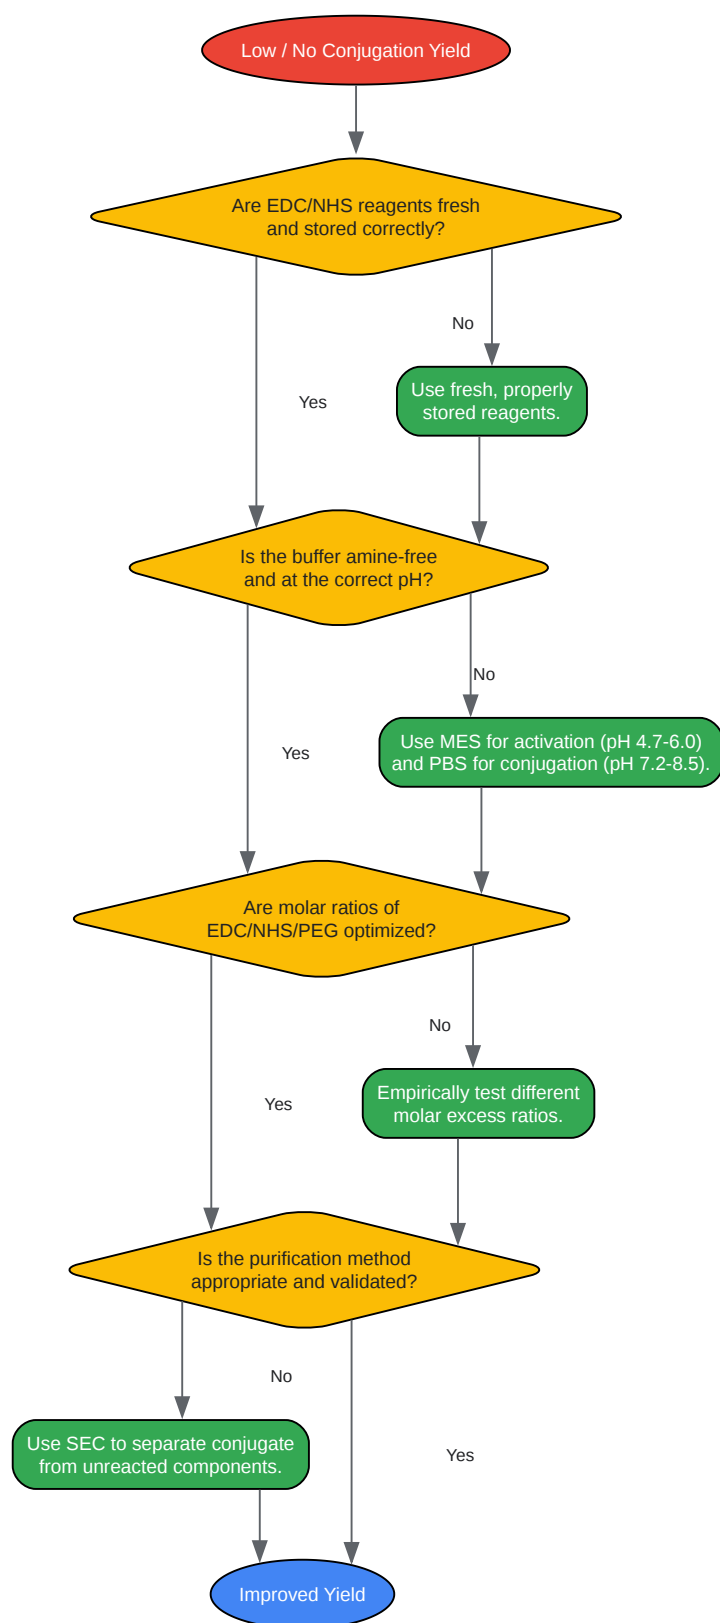 Low / No Conjugation Yield
Are EDC/NHS reagents fresh
and stored correctly?
No
Use fresh, properly
stored reagents.
Yes
Is the buffer amine-free
and at the correct pH?
No
Use MES for activation (pH 4.7-6.0)
and PBS for conjugation (pH 7.2-8.5).
Yes
Are molar ratios of
EDC/NHS/PEG optimized?
No
Empirically test different
molar excess ratios.
Yes
Is the purification method
appropriate and validated?
No
Use SEC to separate conjugate
from unreacted components.
Yes
Improved Yield